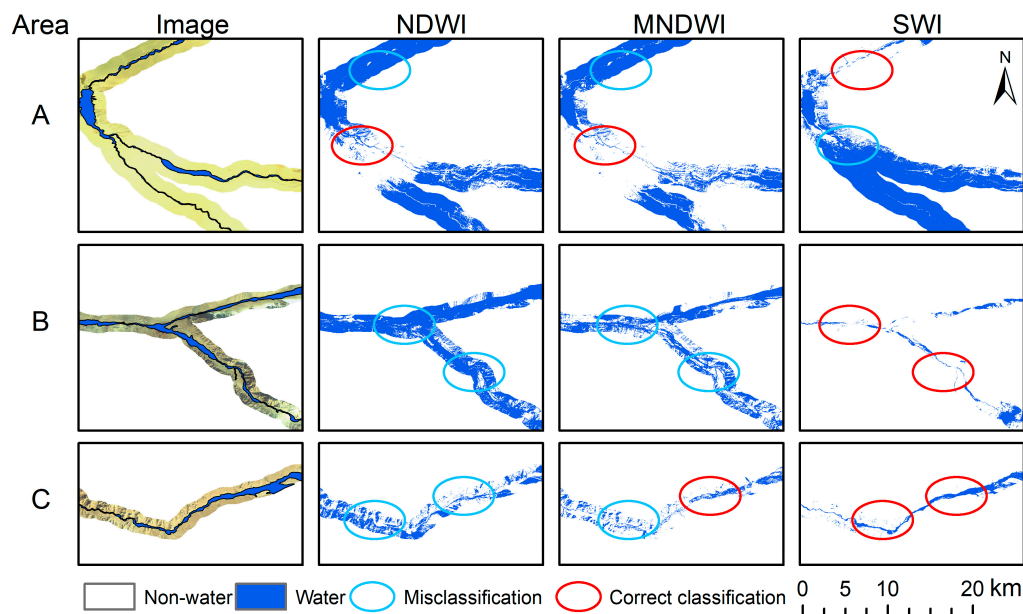 Area Image NDWI MNDWI SWI
N
A
B
C
Non-water Water Misclassification Correct classification
0 5 10 20 km